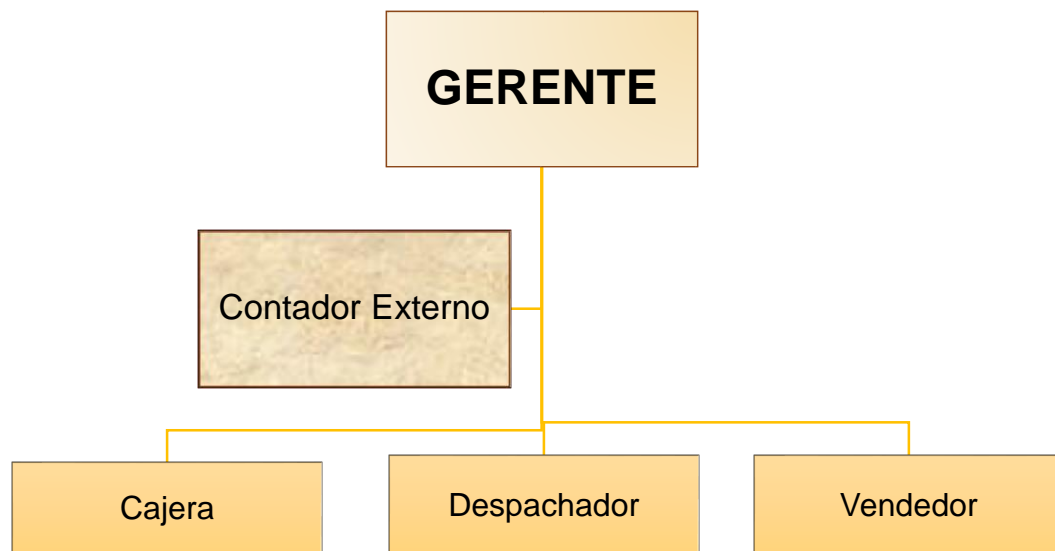 GERENTE
Contador Externo
Cajera
Despachador
Vendedor